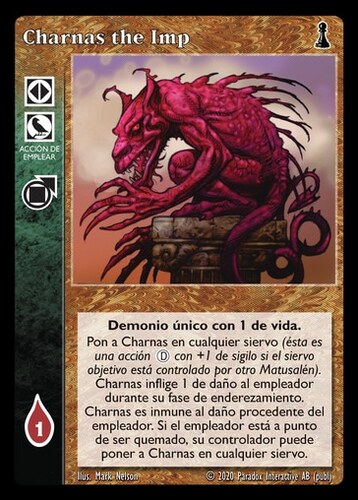 Charnas the Imp
ACCIÓN DE
EMPLEAR
Demonio único con 1 de vida.
Pon a Charnas en cualquier siervo (ésta es
una acción Ⓓ con +1 de sigilo si el siervo
objetivo está controlado por otro Matusalén).
Charnas inflige 1 de daño al empleador
durante su fase de enderezamiento.
Charnas es inmune al daño procedente del
empleador. Si el empleador está a punto
de ser quemado, su controlador puede
poner a Charnas en cualquier siervo.
1
Ilus. Mark Nelson
© 2020 Paradox Interactive AB (publ)